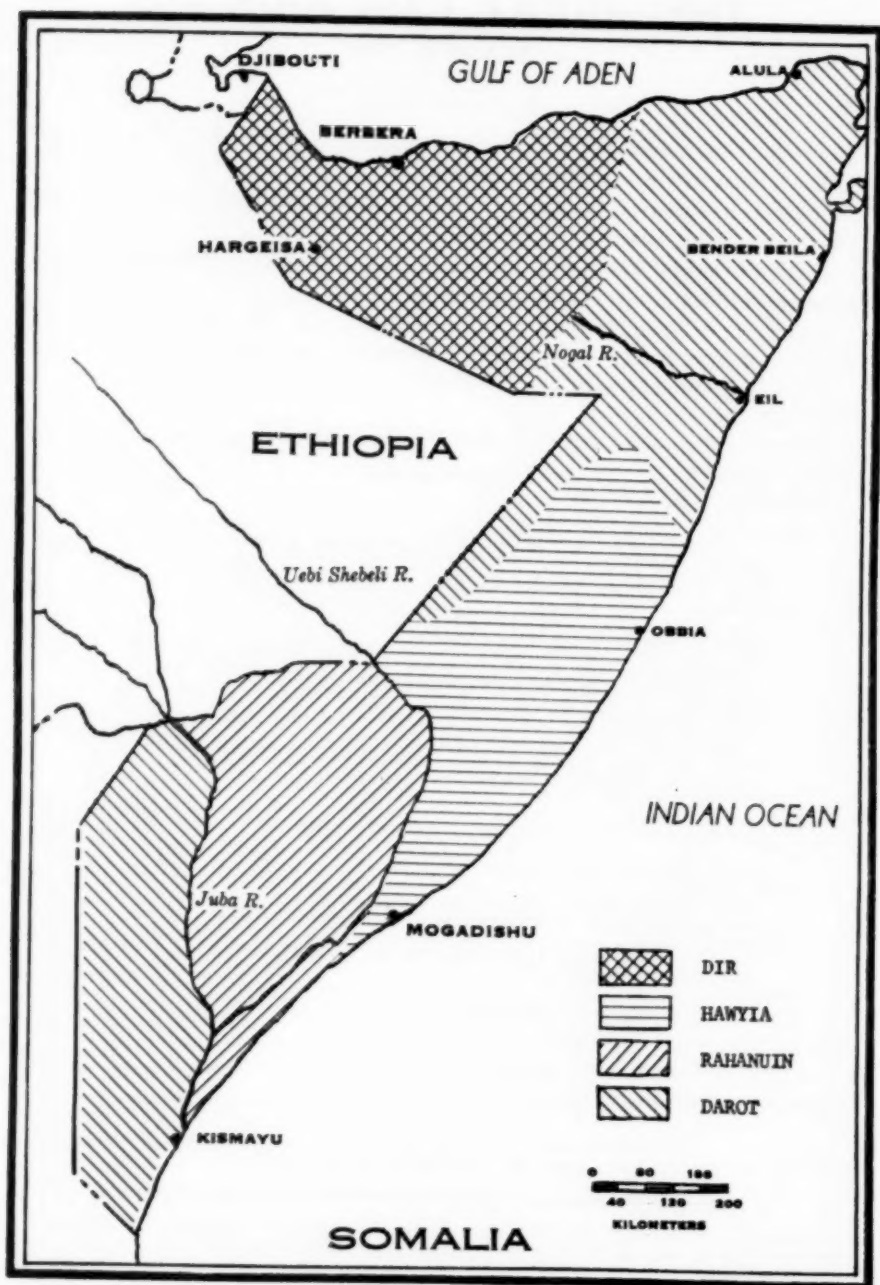 DJIBOUTI
GULF OF ADEN
ALULA
BERBERA
HARGEISA
BENDER BEILA
Nogal R.
EIL
ETHIOPIA
Uebi Shebeli R.
OBBIA
INDIAN OCEAN
Juba R.
MOGADISHU
DIR
HAWYIA
RAHANUIN
DAROT
KISMAYU
0 80
40 120 200
KILOMETERS
SOMALIA